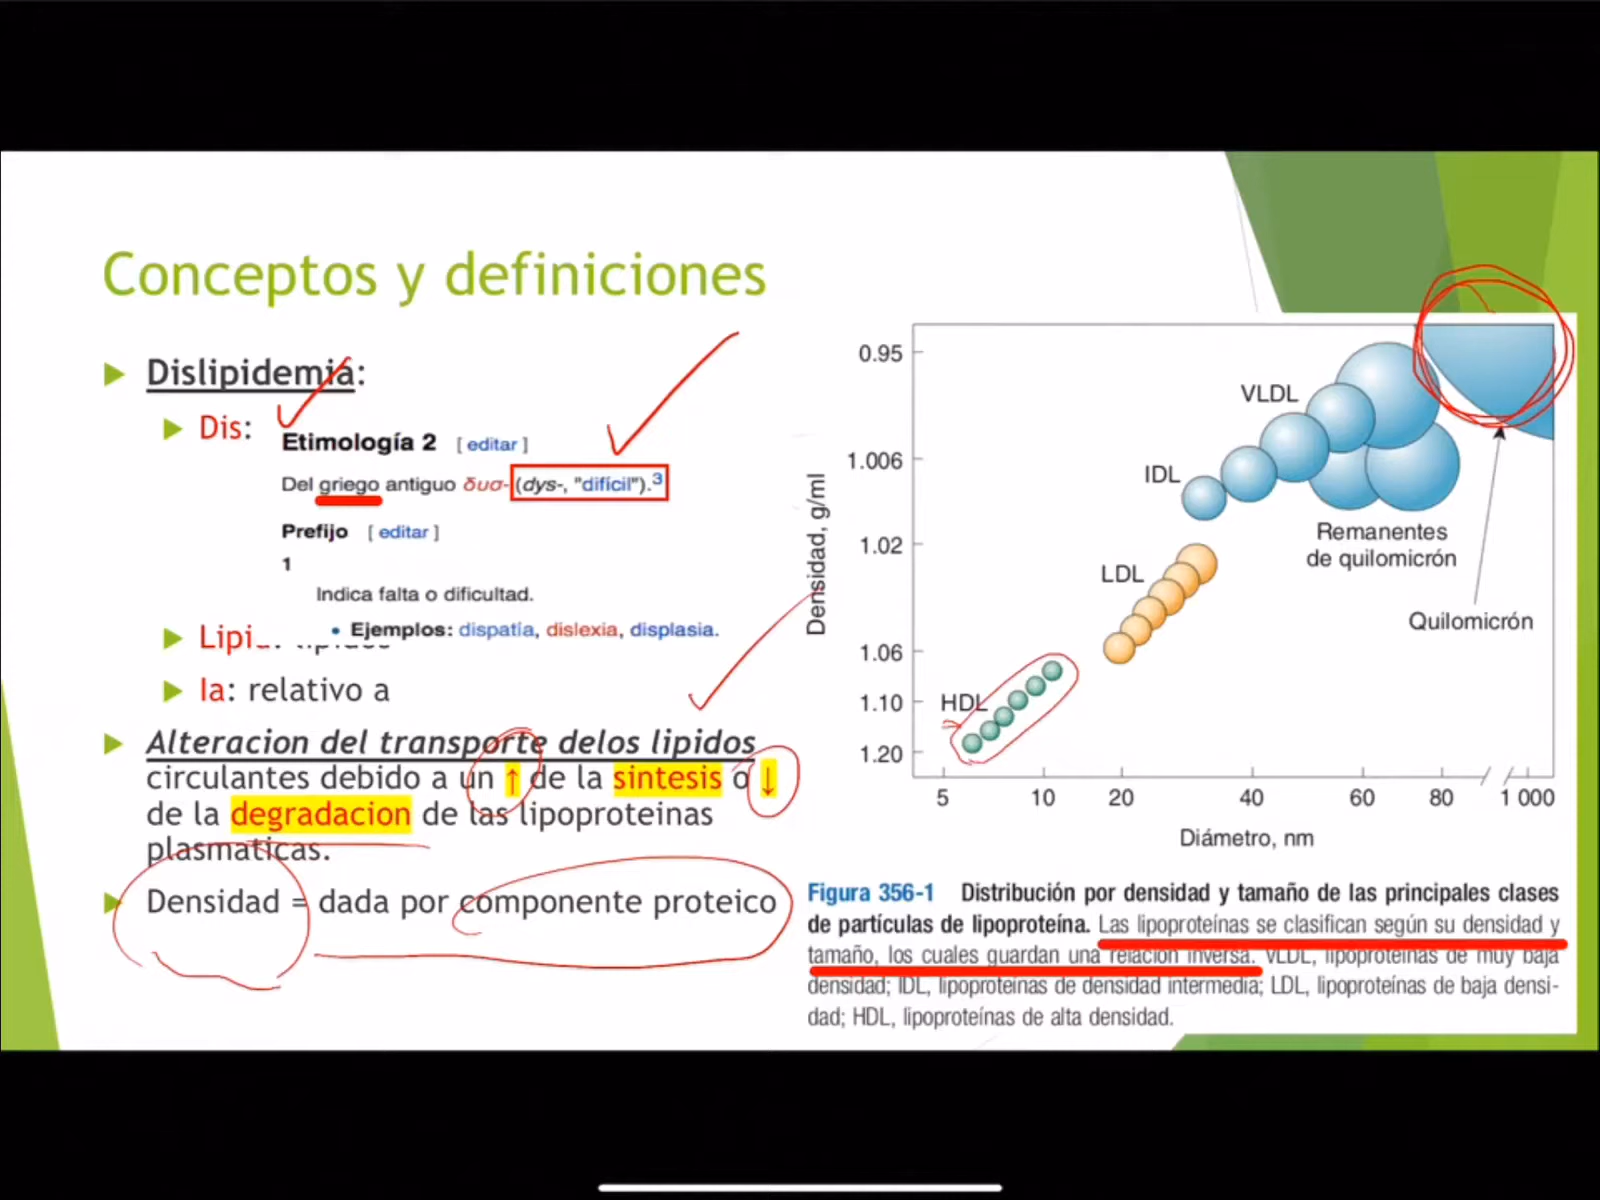 Conceptos y definiciones
Dislipidemia:
Dis:
Etimología 2 [ editar ]
Del griego antiguo δυσ- (dys-, "difícil").3
Prefijo [ editar ]
1
Indica falta o dificultad.
Ejemplos: dispatía, dislexia, displasia.
Ia: relativo a
Alteracion del transporte delos lipidos
circulantes debido a un ↑ de la sintesis o ↓
de la degradacion de las lipoproteinas
plasmaticas.
Densidad = dada por componente proteico
Densidad, g/ml
0.95
1.006
1.02
1.06
1.10
1.20
VLDL
IDL
LDL
HDL
Remanentes
de quilomicrón
Quilomicrón
5 10 20 40 60 80 1 000
Diámetro, nm
Figura 356-1 Distribución por densidad y tamaño de las principales clases
de partículas de lipoproteína. Las lipoproteínas se clasifican según su densidad y
tamaño, los cuales guardan una relación inversa. VLDL, lipoproteínas de muy baja
densidad; IDL, lipoproteínas de densidad intermedia; LDL, lipoproteínas de baja densi-
dad; HDL, lipoproteínas de alta densidad.